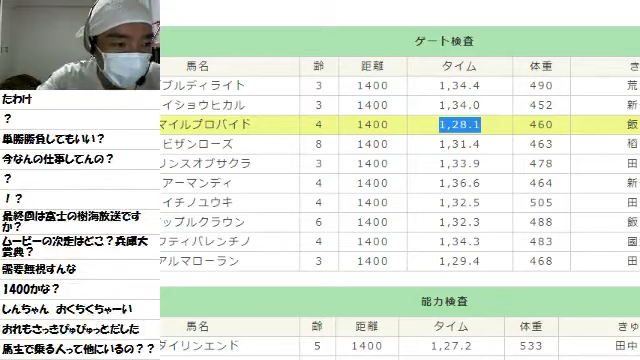 ゲート検査
馬名 齢 距離 タイム 体重 き
ブルディライト 3 1400 1,34.4 490 荒
イショウヒカル 3 1400 1,34.0 452 新
マイルプロバイド 4 1400 1,28.1 460 飯
ビザンローズ 8 1400 1,31.4 463 稲
リンスオブサクラ 3 1400 1,33.9 478 田
アーマンディ 4 1400 1,36.6 464 新
イチノユウキ 4 1400 1,32.5 505 田
ップルクラウン 6 1400 1,32.3 488 飯
ウティバレンチノ 4 1400 1,34.3 483 國
アルマローラン 3 1400 1,29.4 468 田
能力検査
馬名 齢 距離 タイム 体重 きゅ
ダイリンエンド 5 1400 1,27.2 533 田中
たわけ
?
単勝勝負してもいい?
今なんの仕事してんの?
?
!?
最終回は富士の樹海放送です
か?
ムービーの次走はどこ?兵庫大
賞典?
需要無視すんな
1400かな?
しんちゃん おくちくちゃーい
おれもさっきぴゅぴゅっとだした
馬主で乗る人って他にいるの??